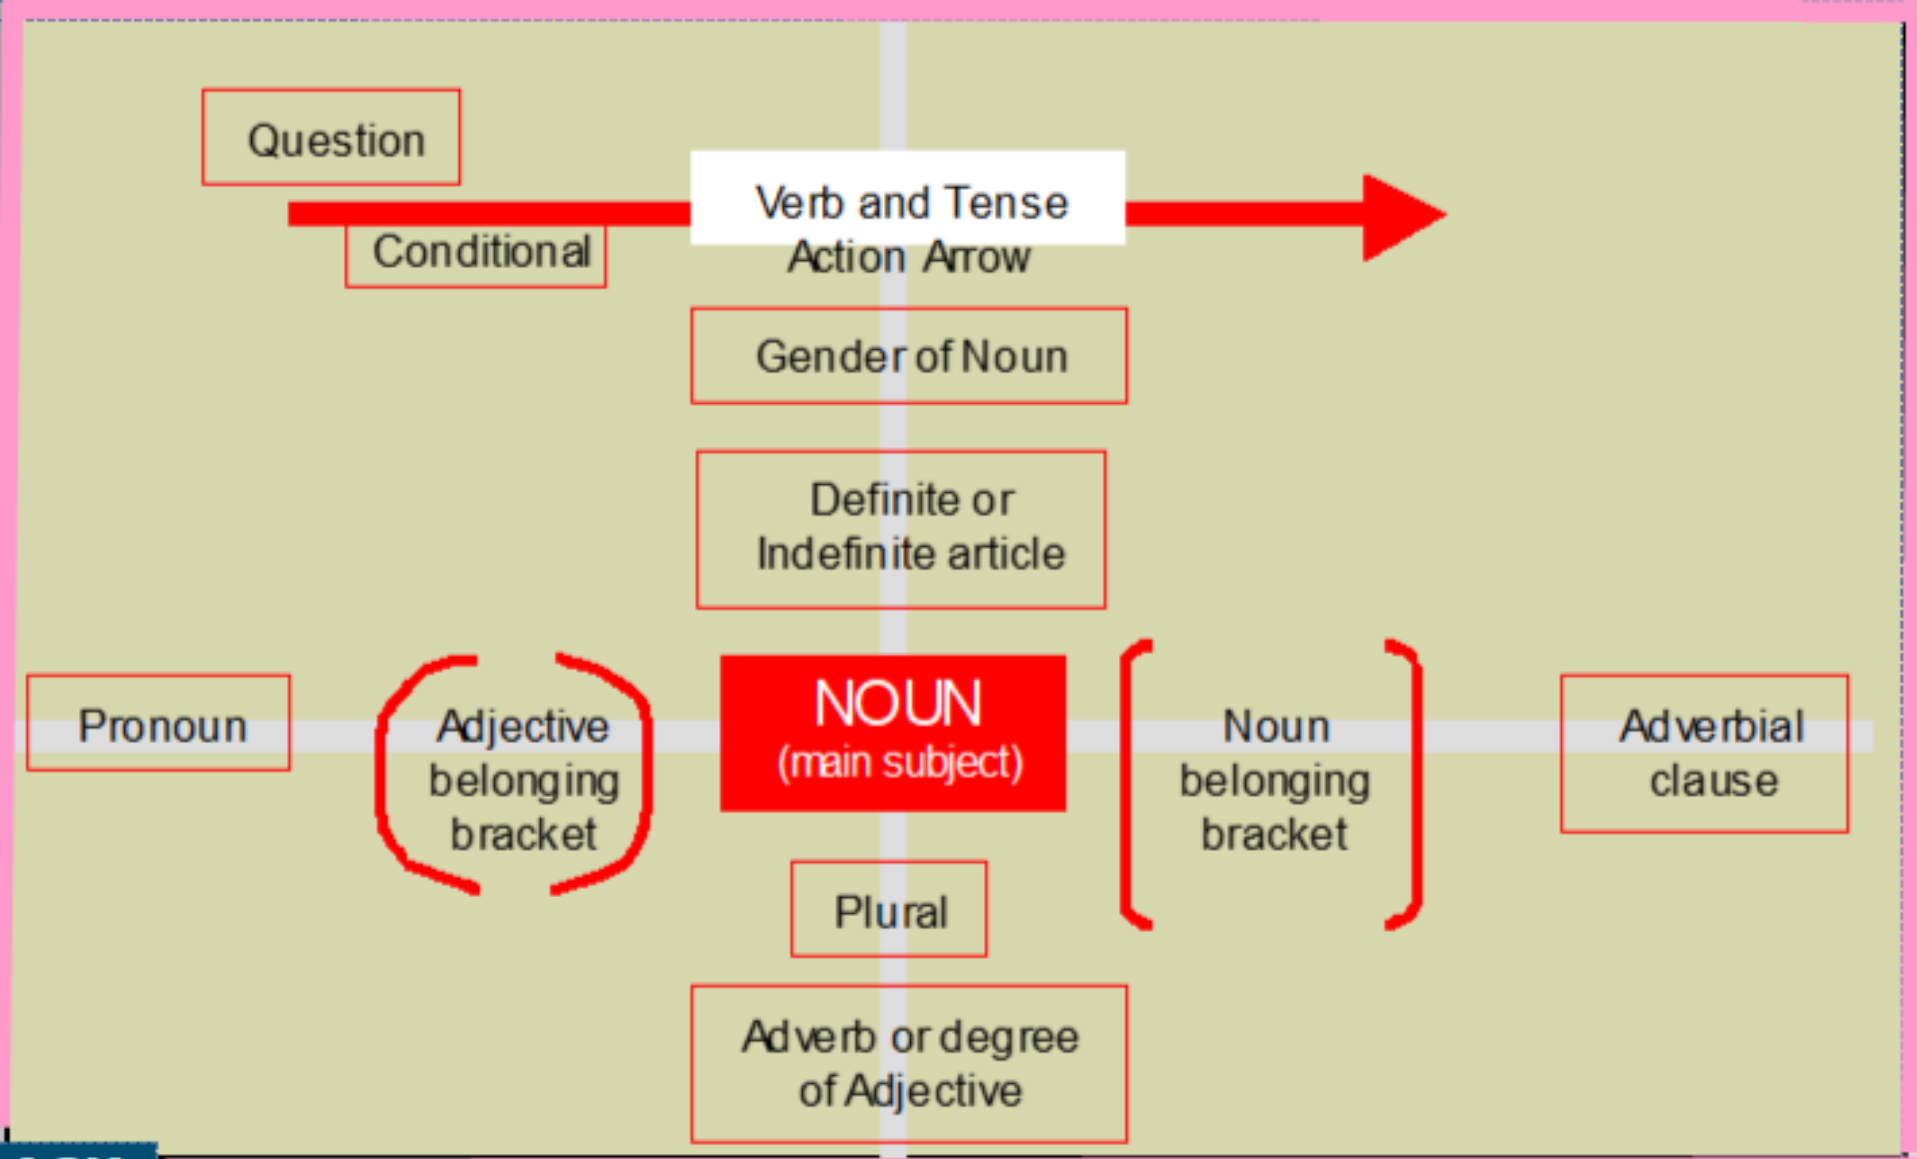 Question
Verb and Tense
Conditional
Action Arrow
Gender of Noun
Definite or
Indefinite article
Pronoun
Adjective
belonging
bracket
NOUN
(main subject)
Noun
belonging
bracket
Adverbial
clause
Plural
Adverb or degree
of Adjective